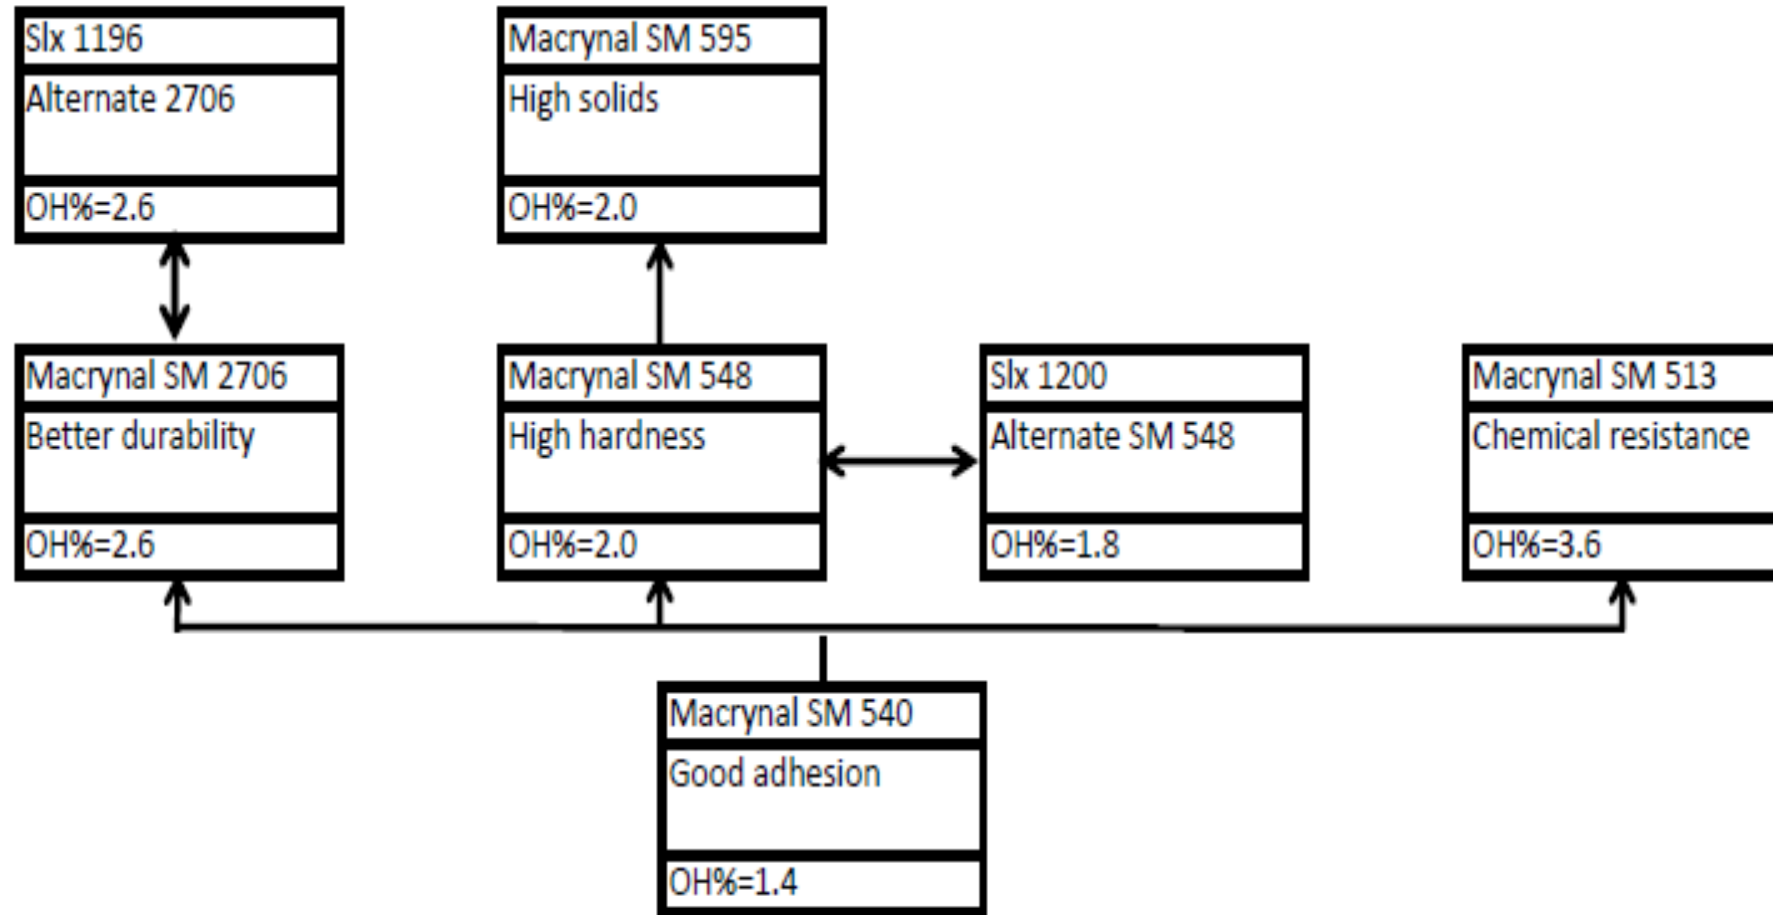 Slx 1196
Alternate 2706
OH%=2.6
Macrynal SM 595
High solids
OH%=2.0
Macrynal SM 2706
Better durability
OH%=2.6
Macrynal SM 548
High hardness
OH%=2.0
Slx 1200
Alternate SM 548
OH%=1.8
Macrynal SM 513
Chemical resistance
OH%=3.6
Macrynal SM 540
Good adhesion
OH%=1.4